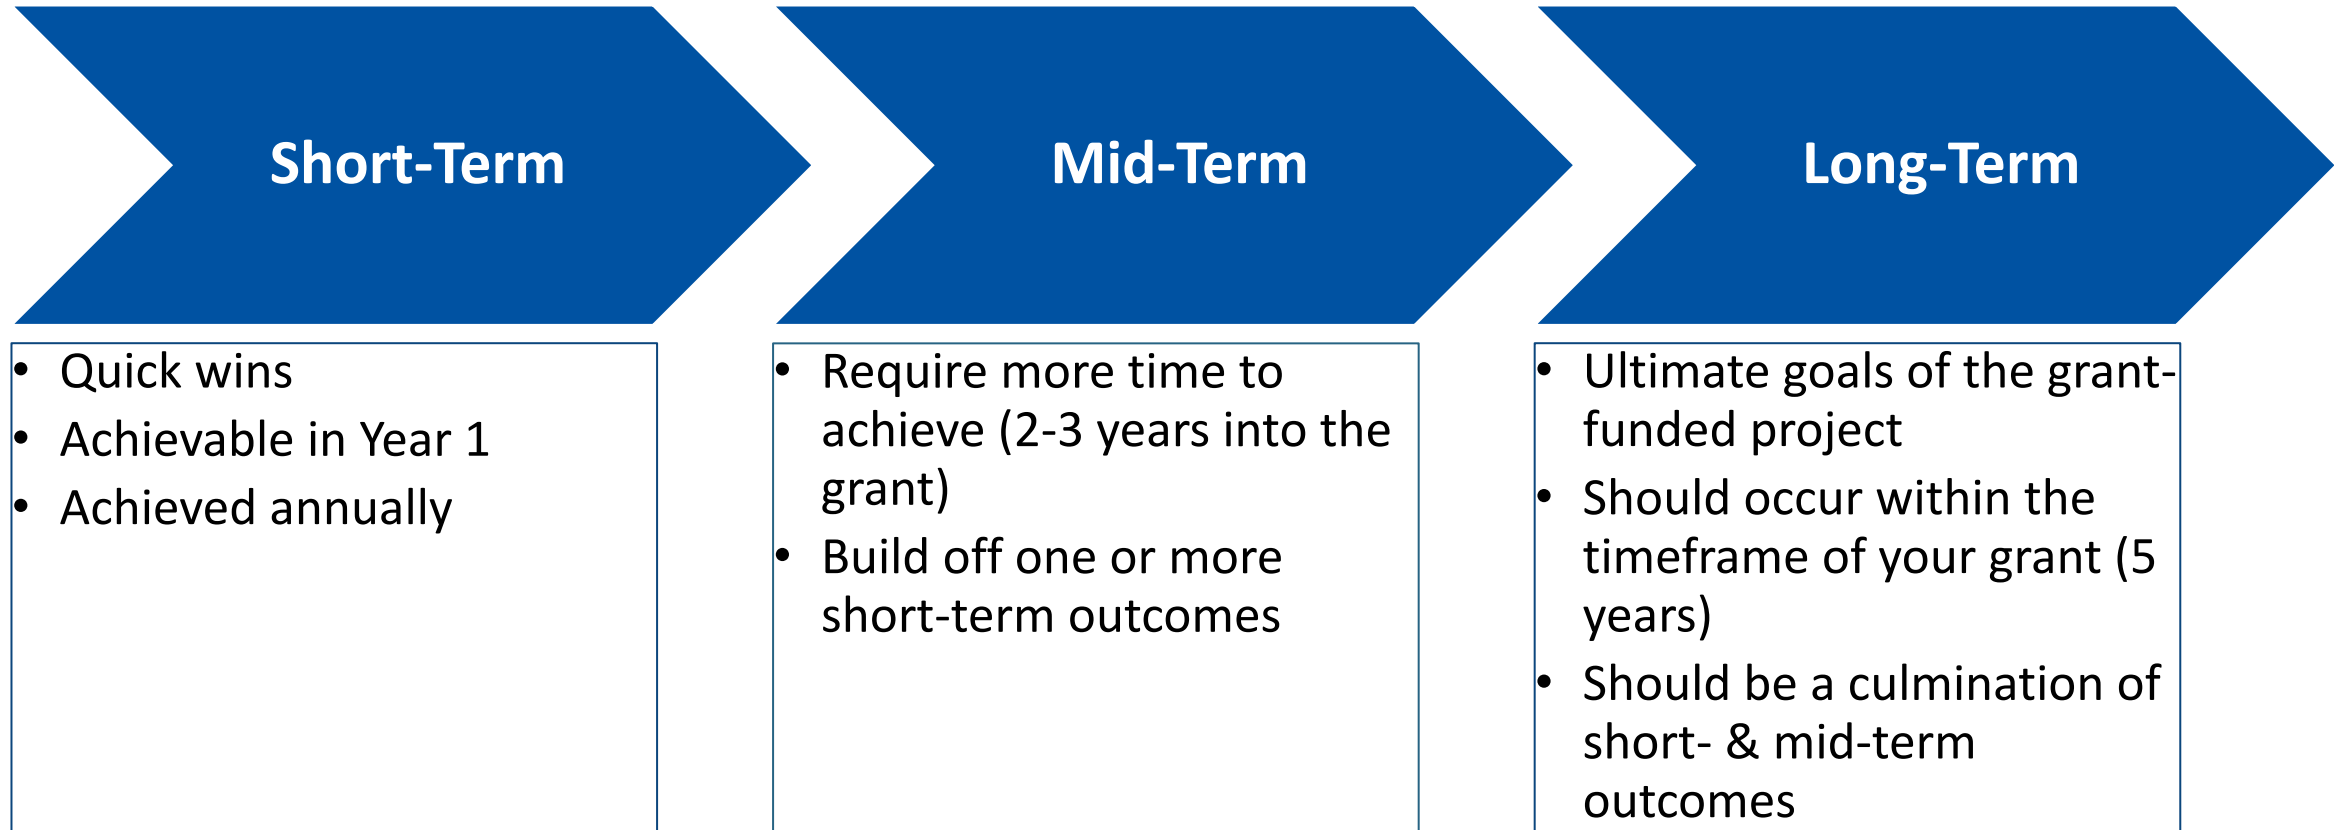 Short-Term
Mid-Term
Long-Term
• Quick wins
• Achievable in Year 1
• Achieved annually
• Require more time to
achieve (2-3 years into the
grant)
• Build off one or more
short-term outcomes
• Ultimate goals of the grant-
funded project
• Should occur within the
timeframe of your grant (5
years)
• Should be a culmination of
short- & mid-term
outcomes